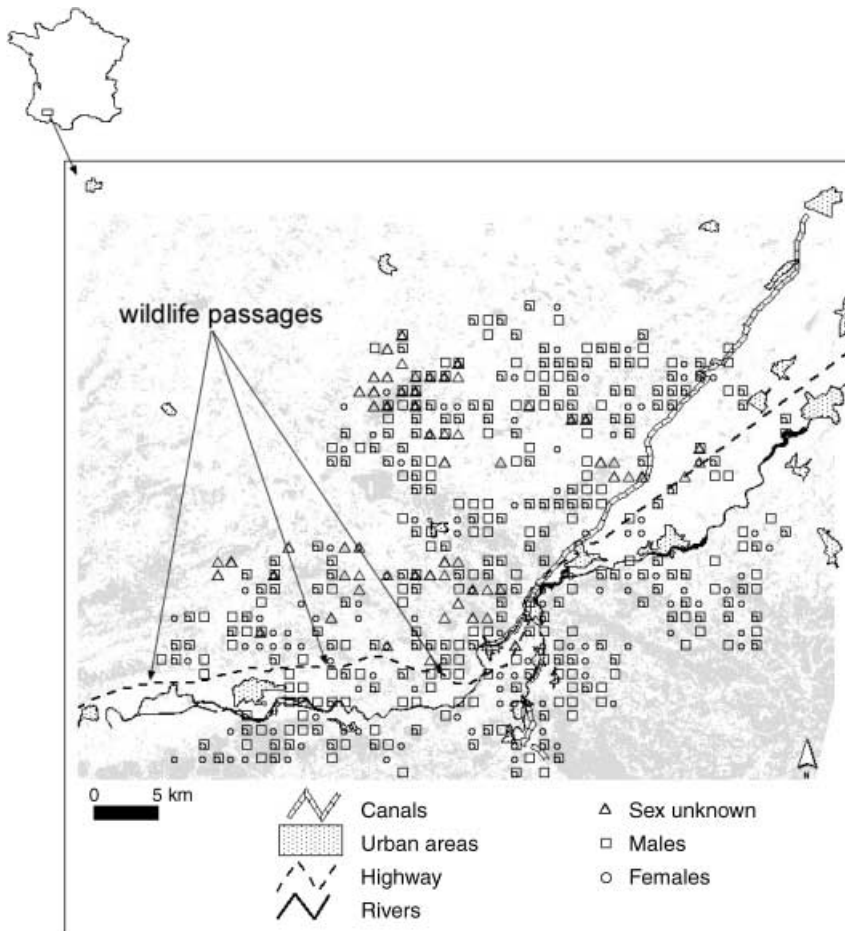 wildlife passages
N
0 5 km
Canals
Urban areas
Highway
Rivers
Sex unknown
Males
Females